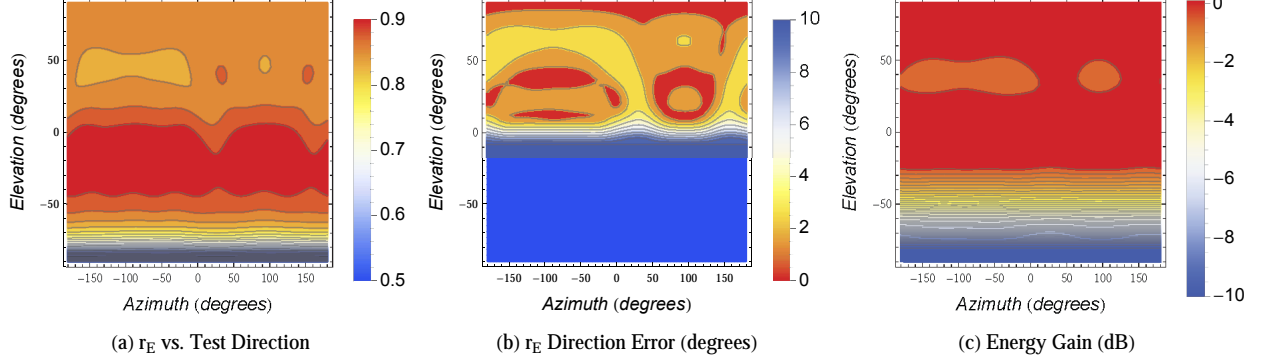 50
0
−50
Elevation (degrees)
−150 −100 −50 0 50 100 150
Azimuth (degrees)
0.9
0.8
0.7
0.6
0.5
(a) rE vs. Test Direction
50
0
−50
Elevation (degrees)
−150 −100 −50 0 50 100 150
Azimuth (degrees)
10
8
6
4
2
0
(b) rE Direction Error (degrees)
50
0
−50
Elevation (degrees)
−150 −100 −50 0 50 100 150
Azimuth (degrees)
0
−2
−4
−6
−8
−10
(c) Energy Gain (dB)